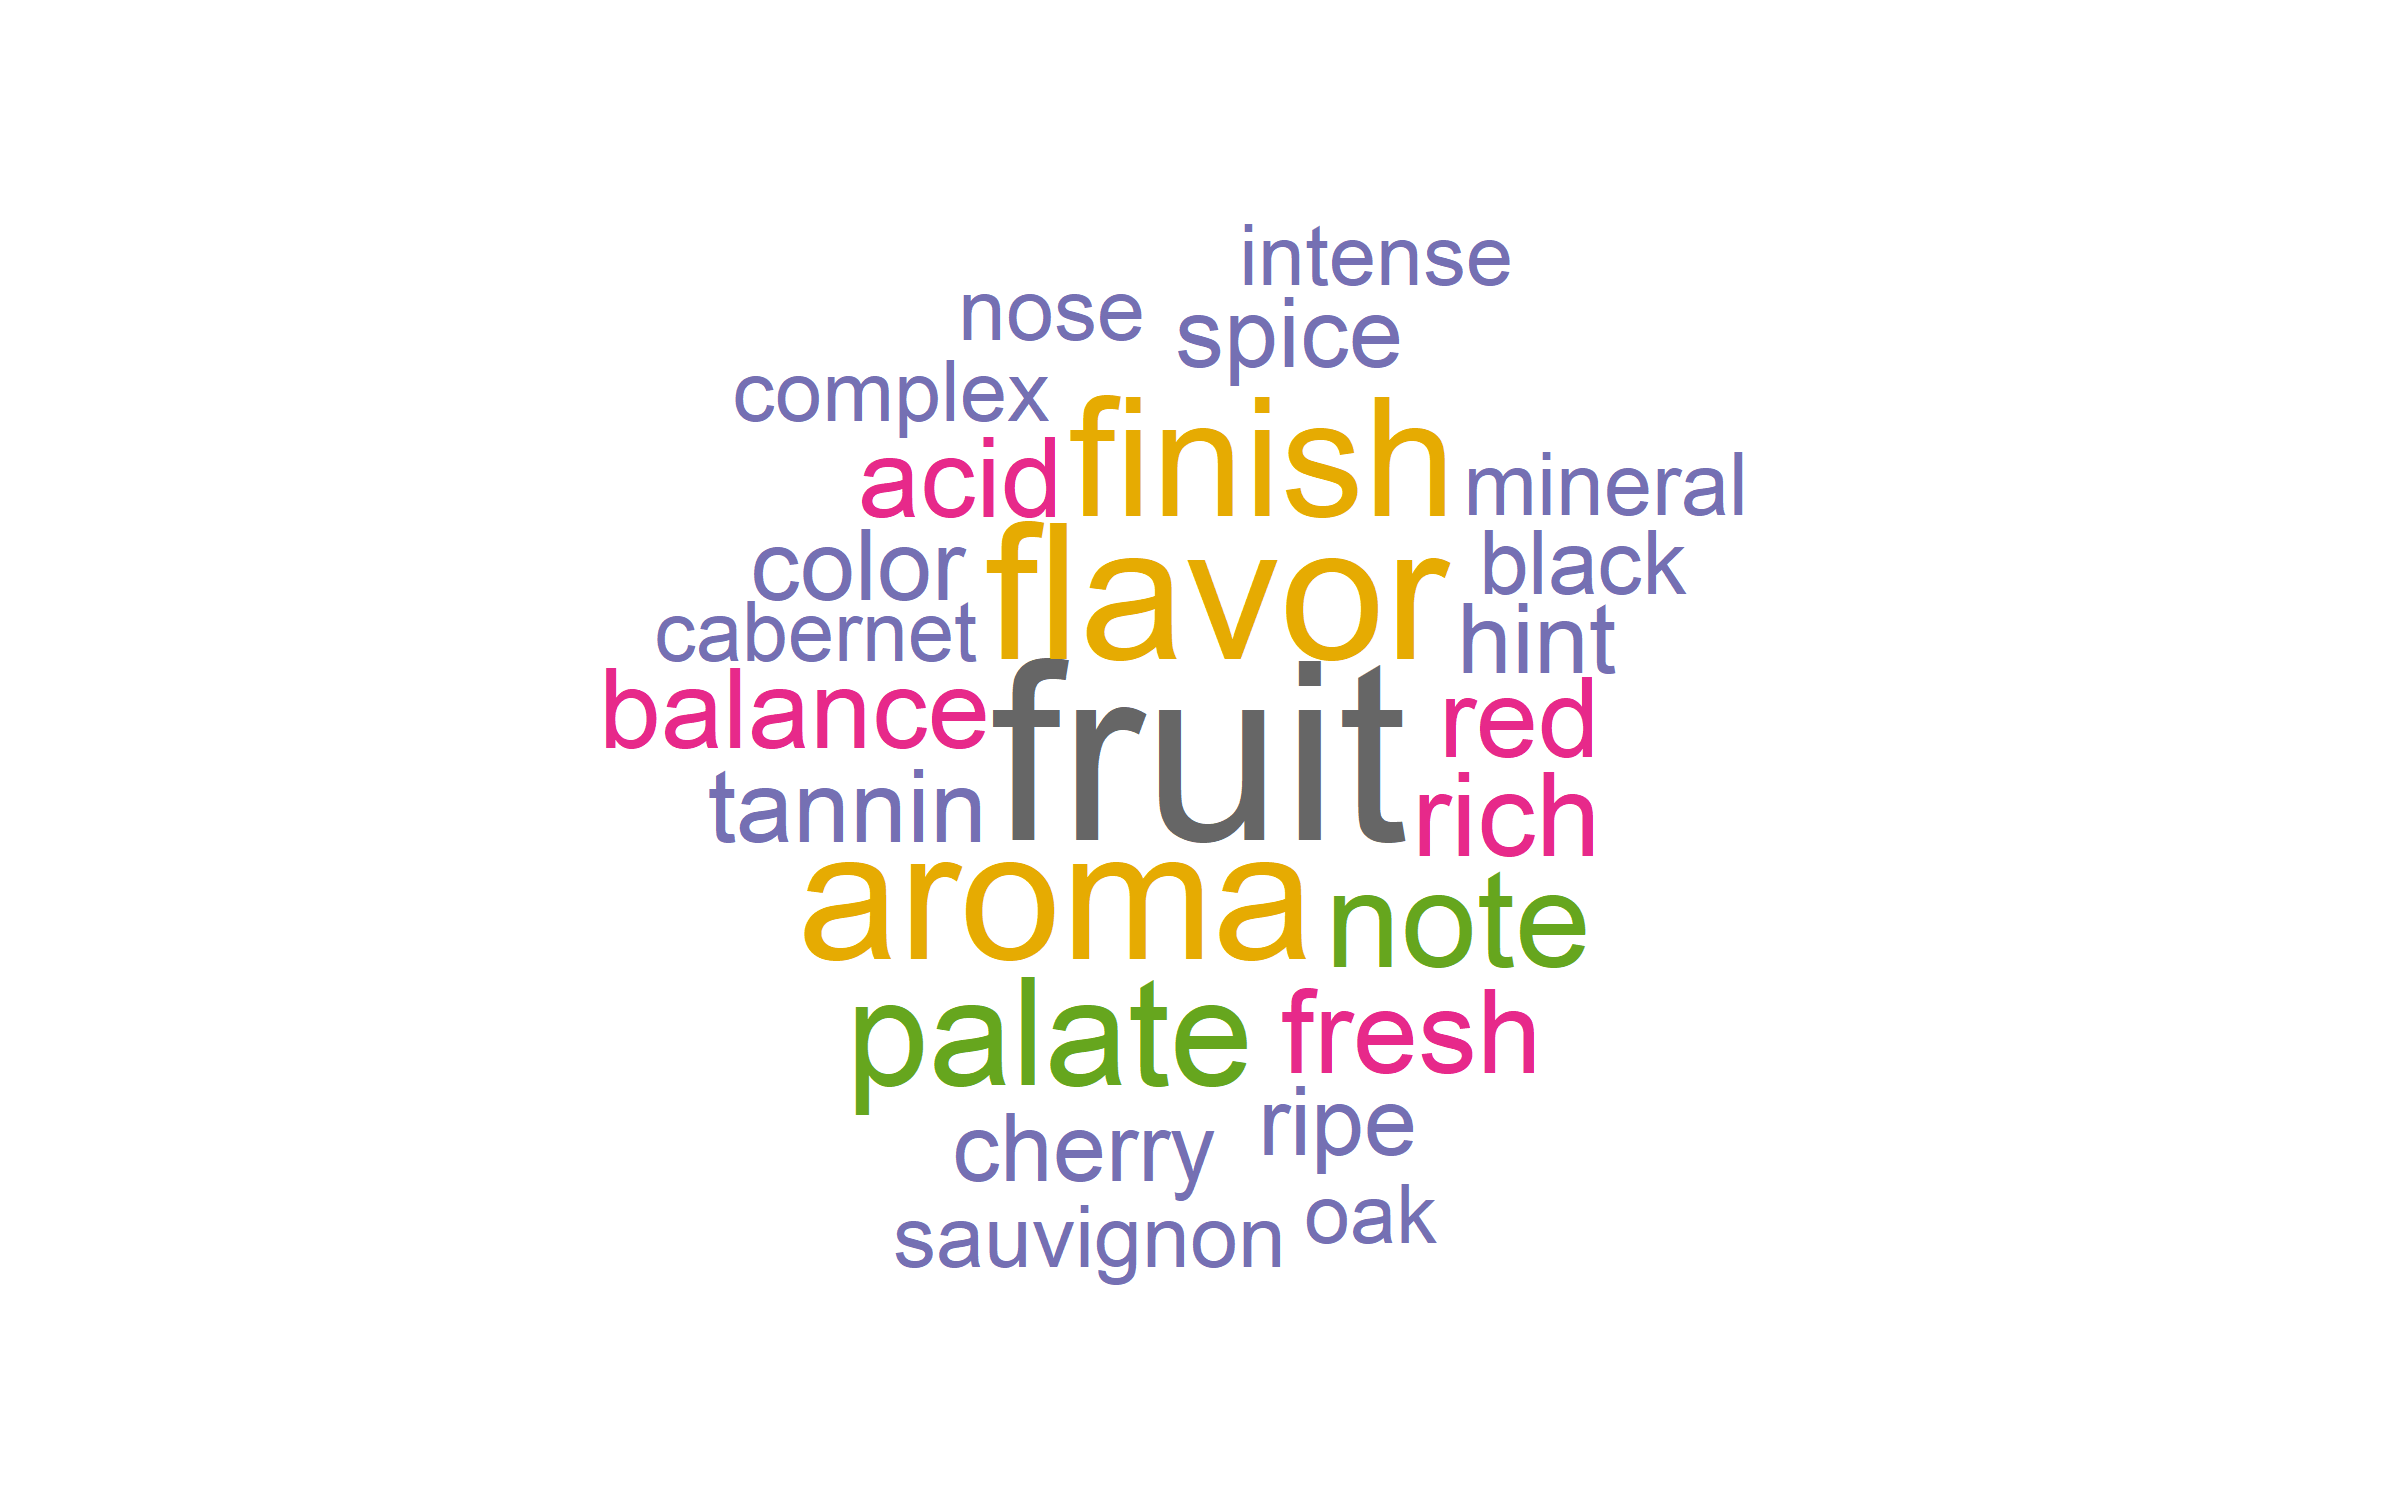 intense
nose
spice
complex
finish
acid
mineral
color
flavor
black
cabernet
hint
balance
fruit
red
tannin
rich
aroma
note
palate
fresh
cherry
ripe
sauvignon
oak